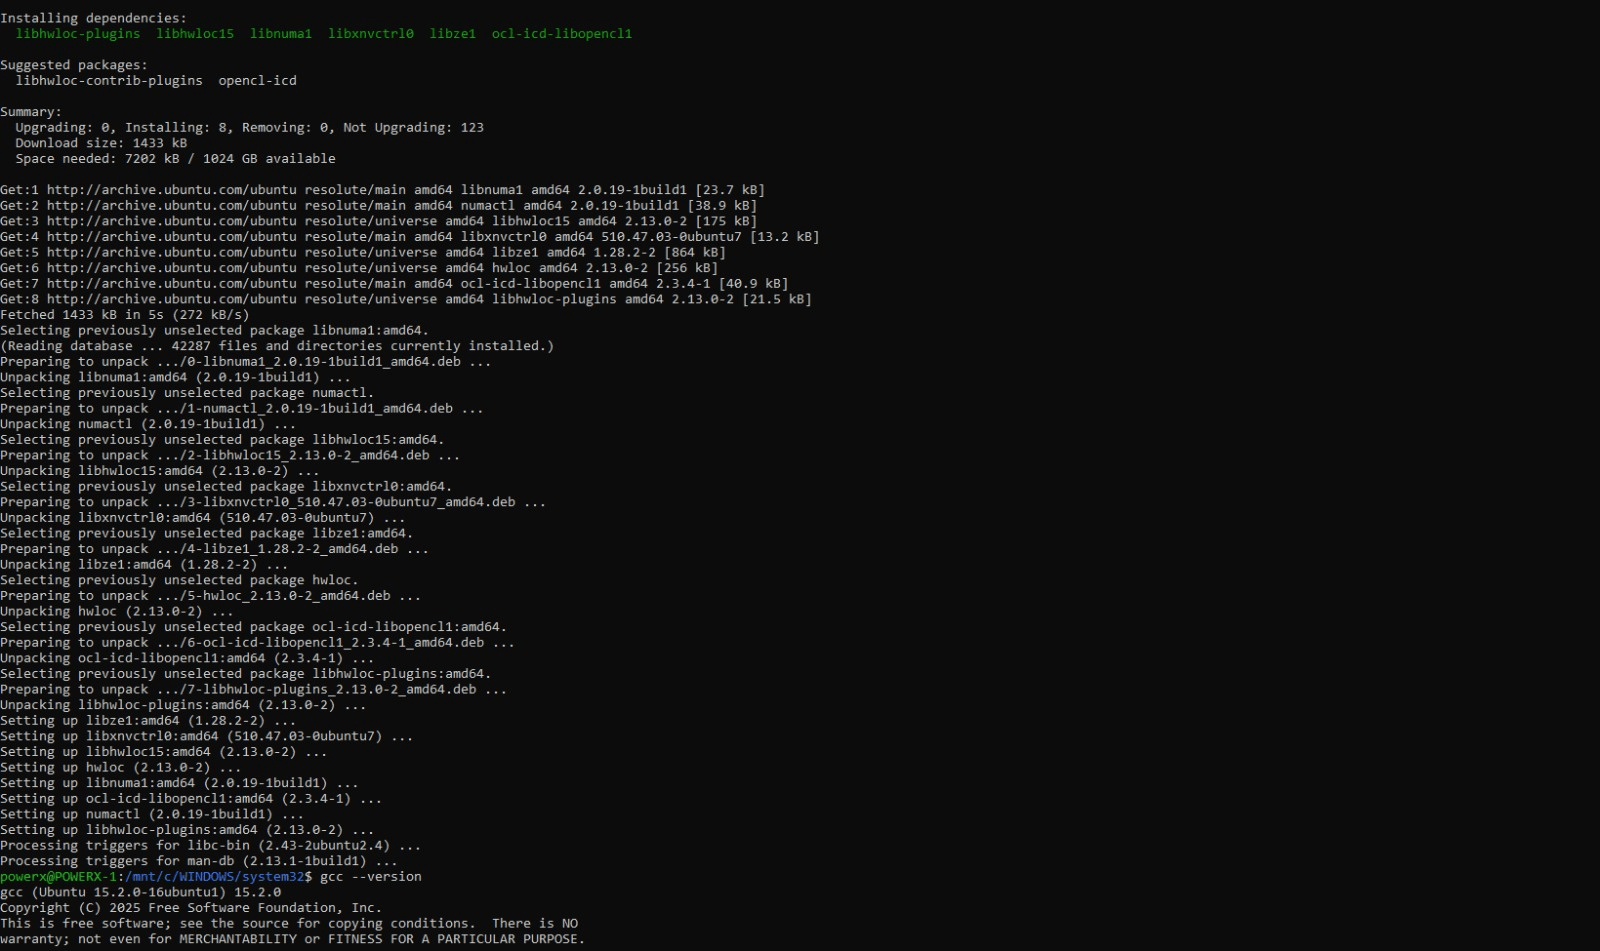 Installing dependencies:
  libhwloc-plugins  libhwloc15  libnuma1  libxnvctrl0  libze1  ocl-icd-libopencl1
Suggested packages:
  libhwloc-contrib-plugins  opencl-icd
Summary:
  Upgrading: 0, Installing: 8, Removing: 0, Not Upgrading: 123
  Download size: 1433 kB
  Space needed: 7202 kB / 1024 GB available
Get:1 http://archive.ubuntu.com/ubuntu resolute/main amd64 libnuma1 amd64 2.0.19-1build1 [23.7 kB]
Get:2 http://archive.ubuntu.com/ubuntu resolute/main amd64 numactl amd64 2.0.19-1build1 [38.9 kB]
Get:3 http://archive.ubuntu.com/ubuntu resolute/universe amd64 libhwloc15 amd64 2.13.0-2 [175 kB]
Get:4 http://archive.ubuntu.com/ubuntu resolute/main amd64 libxnvctrl0 amd64 510.47.03-0ubuntu7 [13.2 kB]
Get:5 http://archive.ubuntu.com/ubuntu resolute/universe amd64 libze1 amd64 1.28.2-2 [864 kB]
Get:6 http://archive.ubuntu.com/ubuntu resolute/universe amd64 hwloc amd64 2.13.0-2 [256 kB]
Get:7 http://archive.ubuntu.com/ubuntu resolute/main amd64 ocl-icd-libopencl1 amd64 2.3.4-1 [40.9 kB]
Get:8 http://archive.ubuntu.com/ubuntu resolute/universe amd64 libhwloc-plugins amd64 2.13.0-2 [21.5 kB]
Fetched 1433 kB in 5s (272 kB/s)
Selecting previously unselected package libnuma1:amd64.
(Reading database ... 42287 files and directories currently installed.)
Preparing to unpack .../0-libnuma1_2.0.19-1build1_amd64.deb ...
Unpacking libnuma1:amd64 (2.0.19-1build1) ...
Selecting previously unselected package numactl.
Preparing to unpack .../1-numactl_2.0.19-1build1_amd64.deb ...
Unpacking numactl (2.0.19-1build1) ...
Selecting previously unselected package libhwloc15:amd64.
Preparing to unpack .../2-libhwloc15_2.13.0-2_amd64.deb ...
Unpacking libhwloc15:amd64 (2.13.0-2) ...
Selecting previously unselected package libxnvctrl0:amd64.
Preparing to unpack .../3-libxnvctrl0_510.47.03-0ubuntu7_amd64.deb ...
Unpacking libxnvctrl0:amd64 (510.47.03-0ubuntu7) ...
Selecting previously unselected package libze1:amd64.
Preparing to unpack .../4-libze1_1.28.2-2_amd64.deb ...
Unpacking libze1:amd64 (1.28.2-2) ...
Selecting previously unselected package hwloc.
Preparing to unpack .../5-hwloc_2.13.0-2_amd64.deb ...
Unpacking hwloc (2.13.0-2) ...
Selecting previously unselected package ocl-icd-libopencl1:amd64.
Preparing to unpack .../6-ocl-icd-libopencl1_2.3.4-1_amd64.deb ...
Unpacking ocl-icd-libopencl1:amd64 (2.3.4-1) ...
Selecting previously unselected package libhwloc-plugins:amd64.
Preparing to unpack .../7-libhwloc-plugins_2.13.0-2_amd64.deb ...
Unpacking libhwloc-plugins:amd64 (2.13.0-2) ...
Setting up libze1:amd64 (1.28.2-2) ...
Setting up libxnvctrl0:amd64 (510.47.03-0ubuntu7) ...
Setting up libhwloc15:amd64 (2.13.0-2) ...
Setting up hwloc (2.13.0-2) ...
Setting up libnuma1:amd64 (2.0.19-1build1) ...
Setting up ocl-icd-libopencl1:amd64 (2.3.4-1) ...
Setting up numactl (2.0.19-1build1) ...
Setting up libhwloc-plugins:amd64 (2.13.0-2) ...
Processing triggers for libc-bin (2.43-2ubuntu2.4) ...
Processing triggers for man-db (2.13.1-1build1) ...
powerx@POWERX-1:/mnt/c/WINDOWS/system32$ gcc --version
gcc (Ubuntu 15.2.0-16ubuntu1) 15.2.0
Copyright (C) 2025 Free Software Foundation, Inc.
This is free software; see the source for copying conditions.  There is NO
warranty; not even for MERCHANTABILITY or FITNESS FOR A PARTICULAR PURPOSE.